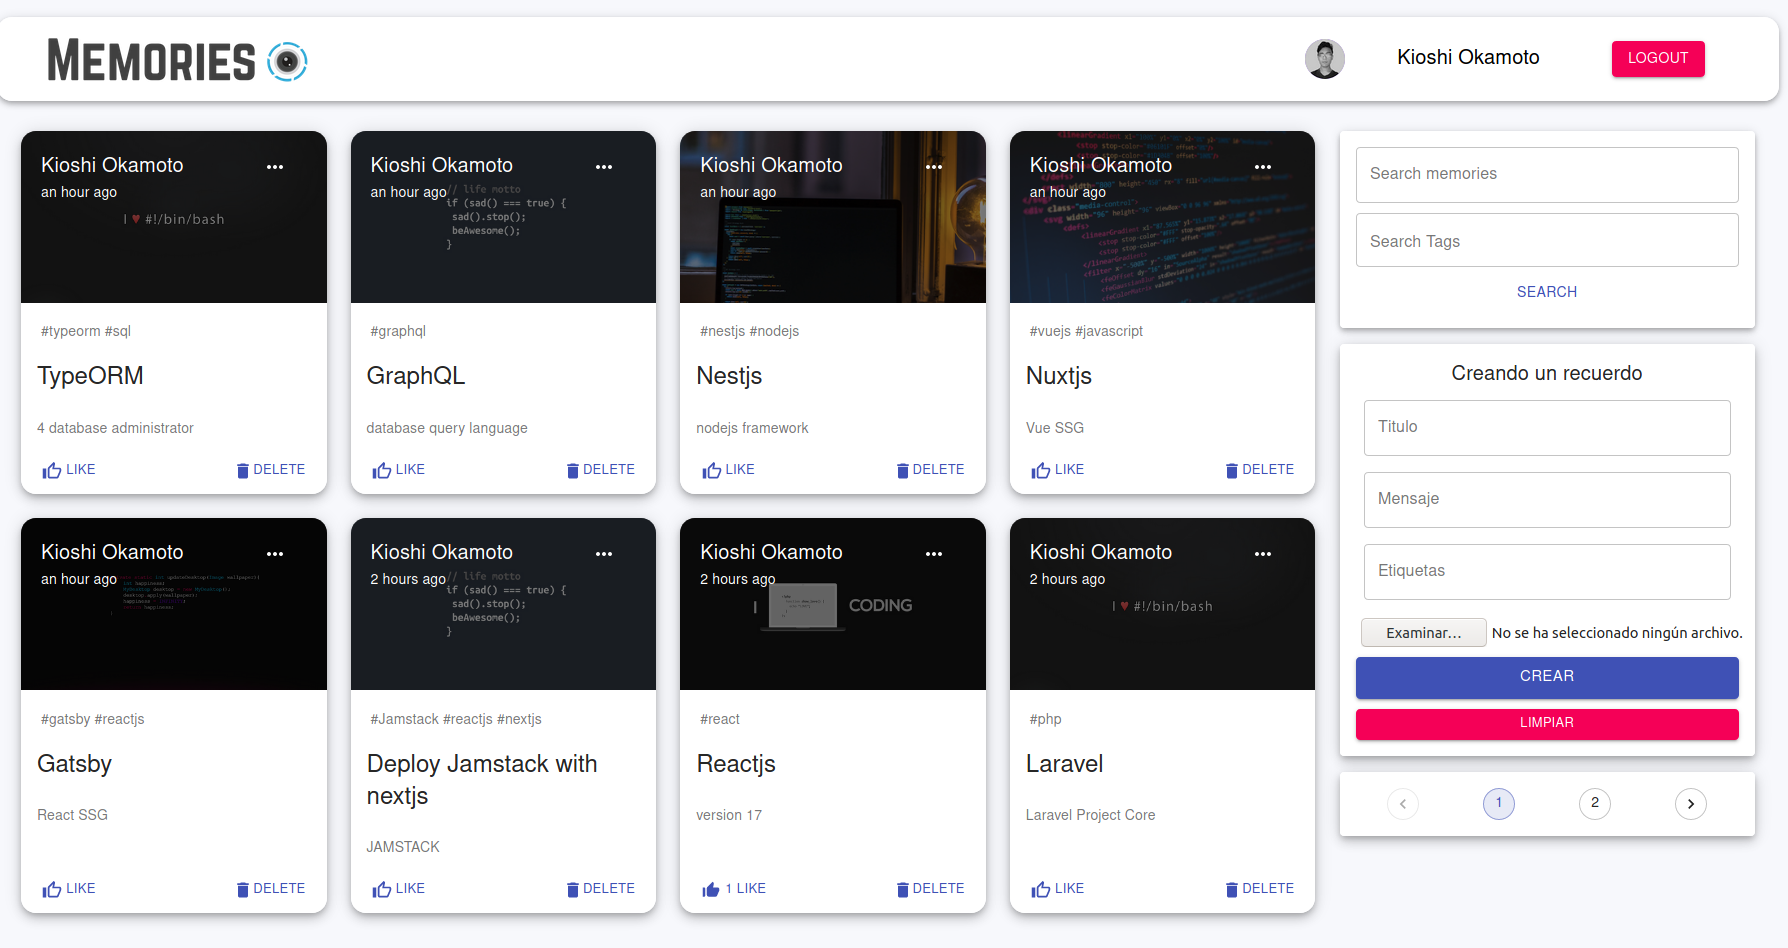 MEMORIES
Kioshi Okamoto
LOGOUT
Kioshi Okamoto
an hour ago
I ♥ #!/bin/bash
#typeorm #sql
TypeORM
4 database administrator
LIKE
DELETE
Kioshi Okamoto
an hour ago
// life motto
if (sad() === true) {
sad().stop();
beAwesome();
}
#graphql
GraphQL
database query language
LIKE
DELETE
Kioshi Okamoto
an hour ago
#nestjs #nodejs
Nestjs
nodejs framework
LIKE
DELETE
Kioshi Okamoto
an hour ago
#vuejs #javascript
Nuxtjs
Vue SSG
LIKE
DELETE
Kioshi Okamoto
an hour ago
#gatsby #reactjs
Gatsby
React SSG
LIKE
DELETE
Kioshi Okamoto
2 hours ago
// life motto
if (sad() === true) {
sad().stop();
beAwesome();
}
#Jamstack #reactjs #nextjs
Deploy Jamstack with
nextjs
JAMSTACK
LIKE
DELETE
Kioshi Okamoto
2 hours ago
I CODING
#react
Reactjs
version 17
1 LIKE
DELETE
Kioshi Okamoto
2 hours ago
I ♥ #!/bin/bash
#php
Laravel
Laravel Project Core
LIKE
DELETE
Search memories
Search Tags
SEARCH
Creando un recuerdo
Titulo
Mensaje
Etiquetas
Examinar... No se ha seleccionado ningún archivo.
CREAR
LIMPIAR
1 2